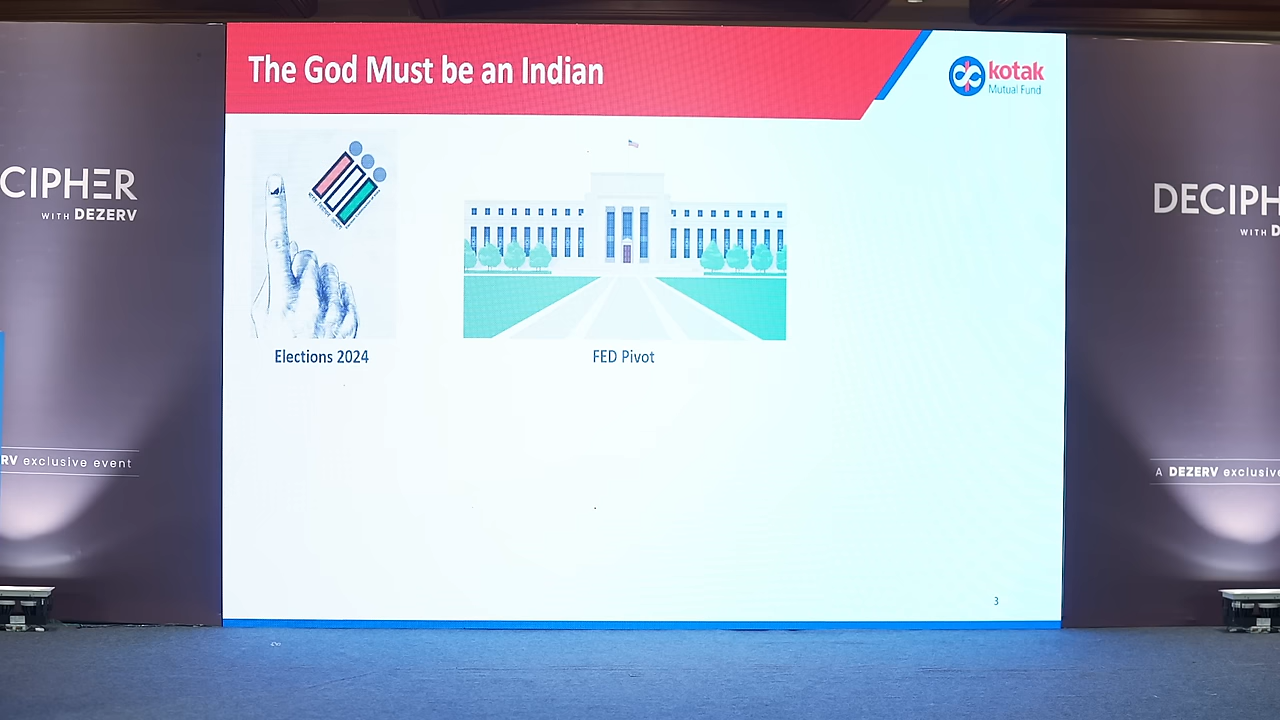 The God Must be an Indian
kotak
Mutual Fund
CIPHER
WITH DEZERV
RV exclusive event
Elections 2024
FED Pivot
3
DECIPH
WITH D
A DEZERV exclusive